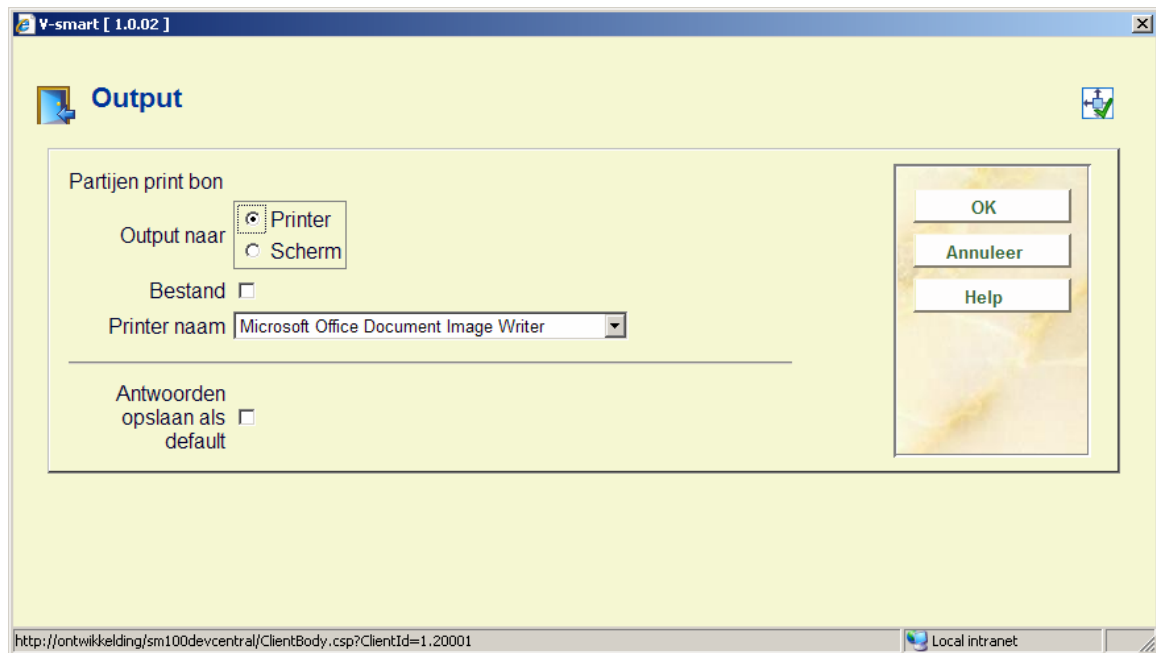 V-smart [ 1.0.02 ]
Output
Partijen print bon
Output naar
Printer
Scherm
Bestand
Printer naam
Microsoft Office Document Image Writer
Antwoorden
opslaan als
default
OK
Annuleer
Help
http://ontwikkelding/sm100devcentral/ClientBody.csp?ClientId=1.20001
Local intranet